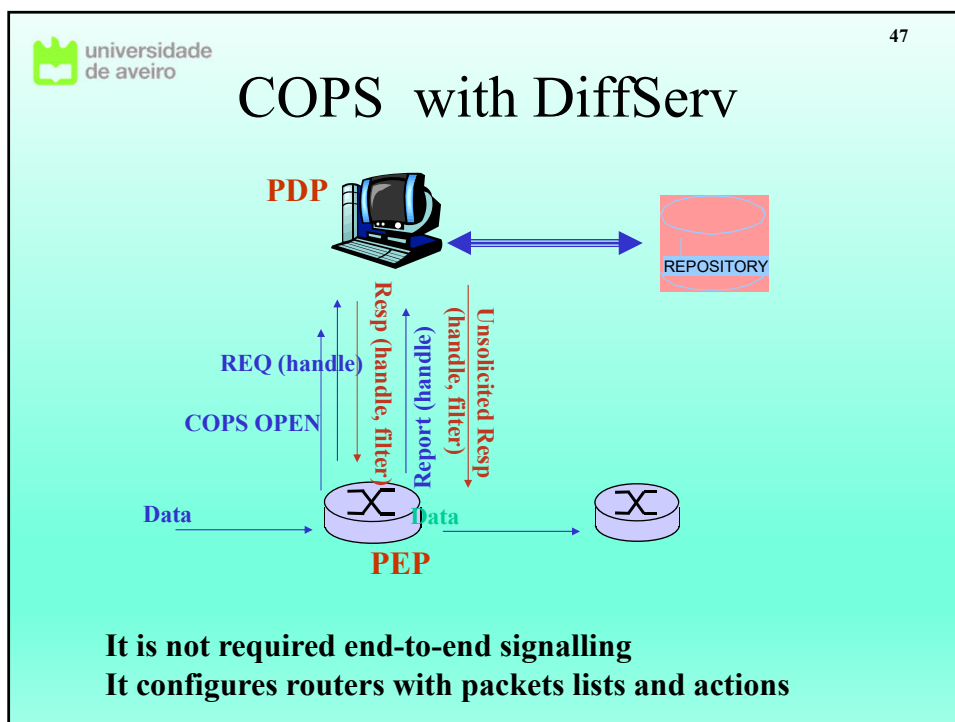 47
universidade
de aveiro
COPS with DiffServ
PDP
REPOSITORY
REQ (handle)
COPS OPEN
Resp (handle, filter)
Report (handle)
Unsolicited Resp
(handle, filter)
Data
Data
PEP
It is not required end-to-end signalling
It configures routers with packets lists and actions